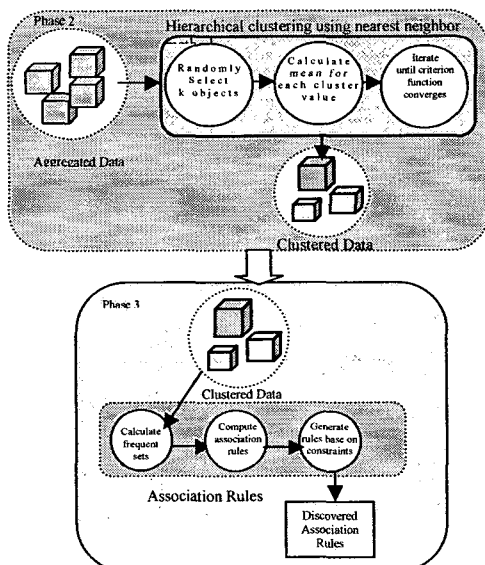 Phase 2
Hierarchical clustering using nearest neighbor
Randomly
Select
k objects
Calculate
mean for
each cluster
value
Iterate
until criterion
function
converges
Aggregated Data
Clustered Data
Phase 3
Clustered Data
Calculate
frequent
sets
Compute
association
rules
Generate
rules base on
constraints
Association Rules
Discovered
Association
Rules